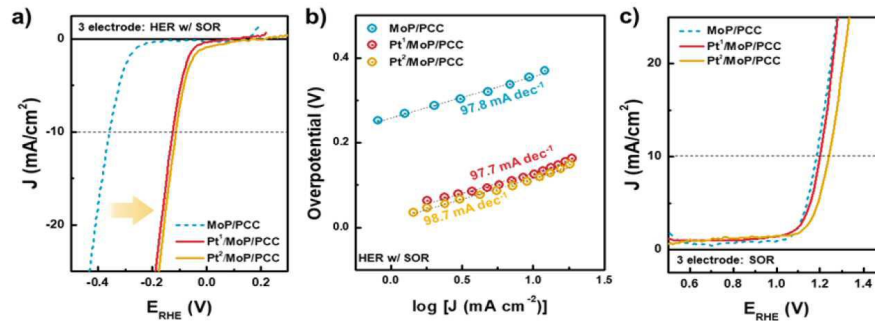 a)
3 electrode: HER w/ SOR
J (mA/cm²)
0
-10
-20
MoP/PCC
Pt¹/MoP/PCC
Pt²/MoP/PCC
-0.4 -0.2 0.0 0.2
E_RHE (V)
b)
MoP/PCC
Pt¹/MoP/PCC
Pt²/MoP/PCC
Overpotential (V)
0.4
0.2
0.0
97.8 mA dec⁻¹
97.7 mA dec⁻¹
98.7 mA dec⁻¹
HER w/ SOR
0.0 0.5 1.0 1.5
log [J (mA cm⁻²)]
c)
MoP/PCC
Pt¹/MoP/PCC
Pt²/MoP/PCC
J (mA/cm²)
20
10
0
3 electrode: SOR
0.6 0.8 1.0 1.2 1.4
E_RHE (V)